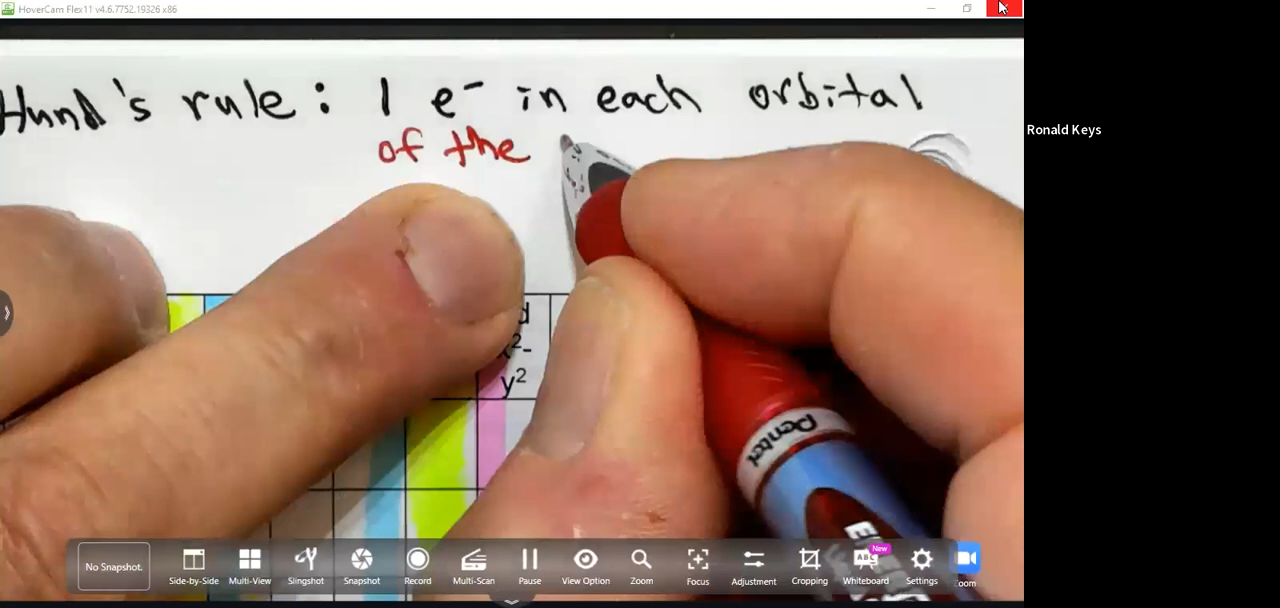 HoverCam Flex11 v4.6.7752.19326 x86
Hund's rule: 1 e⁻ in each orbital
of the
Ronald Keys
d
x²-
y²
Pentel
No Snapshot.
Side-by-Side Multi-View Slingshot Snapshot Record Multi-Scan Pause View Option Zoom Focus Adjustment Cropping Whiteboard Settings Zoom
New
ABC